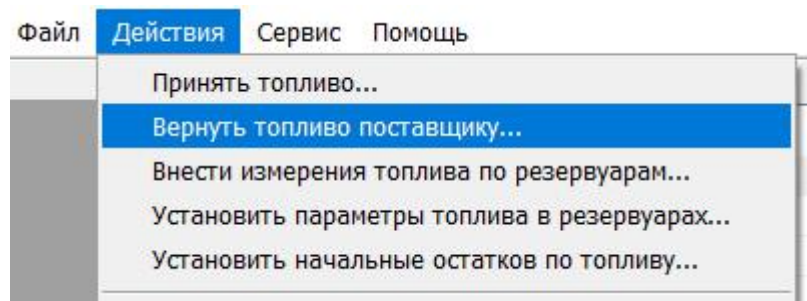 Файл Действия Сервис Помощь
Принять топливо...
Вернуть топливо поставщику...
Внести измерения топлива по резервуарам...
Установить параметры топлива в резервуарах...
Установить начальные остатков по топливу...